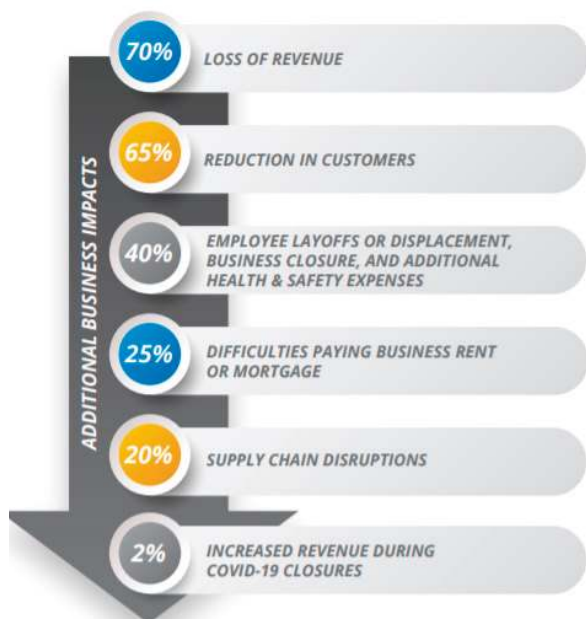 ADDITIONAL BUSINESS IMPACTS
70%
LOSS OF REVENUE
65%
REDUCTION IN CUSTOMERS
40%
EMPLOYEE LAYOFFS OR DISPLACEMENT,
BUSINESS CLOSURE, AND ADDITIONAL
HEALTH & SAFETY EXPENSES
25%
DIFFICULTIES PAYING BUSINESS RENT
OR MORTGAGE
20%
SUPPLY CHAIN DISRUPTIONS
2%
INCREASED REVENUE DURING
COVID-19 CLOSURES